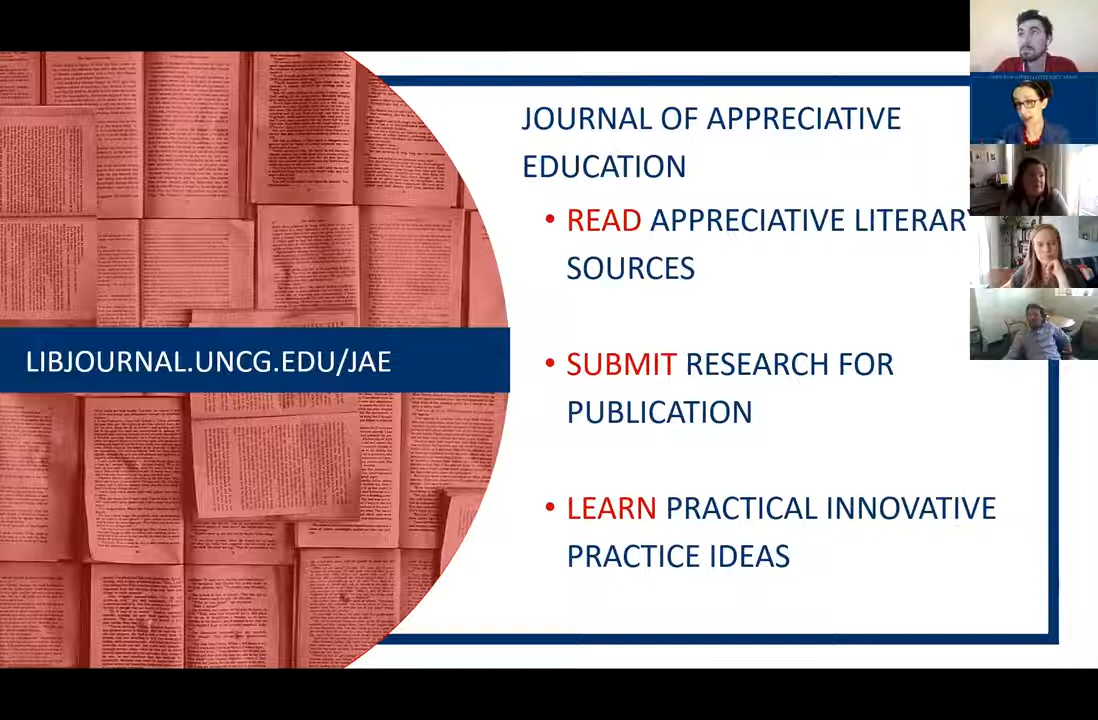 JOURNAL OF APPRECIATIVE
EDUCATION
• READ APPRECIATIVE LITERAR
SOURCES
LIBJOURNAL.UNCG.EDU/JAE
• SUBMIT RESEARCH FOR
PUBLICATION
• LEARN PRACTICAL INNOVATIVE
PRACTICE IDEAS